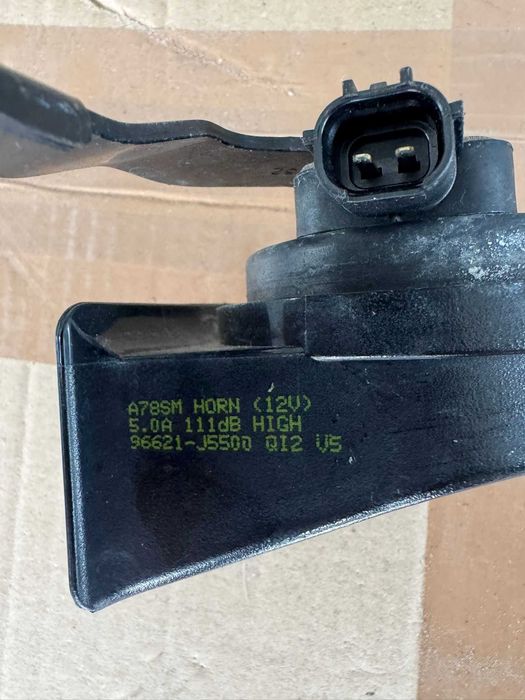 A78SM HORN (12V)
5.0A 111dB HIGH
96621-J5500 QI2 V5